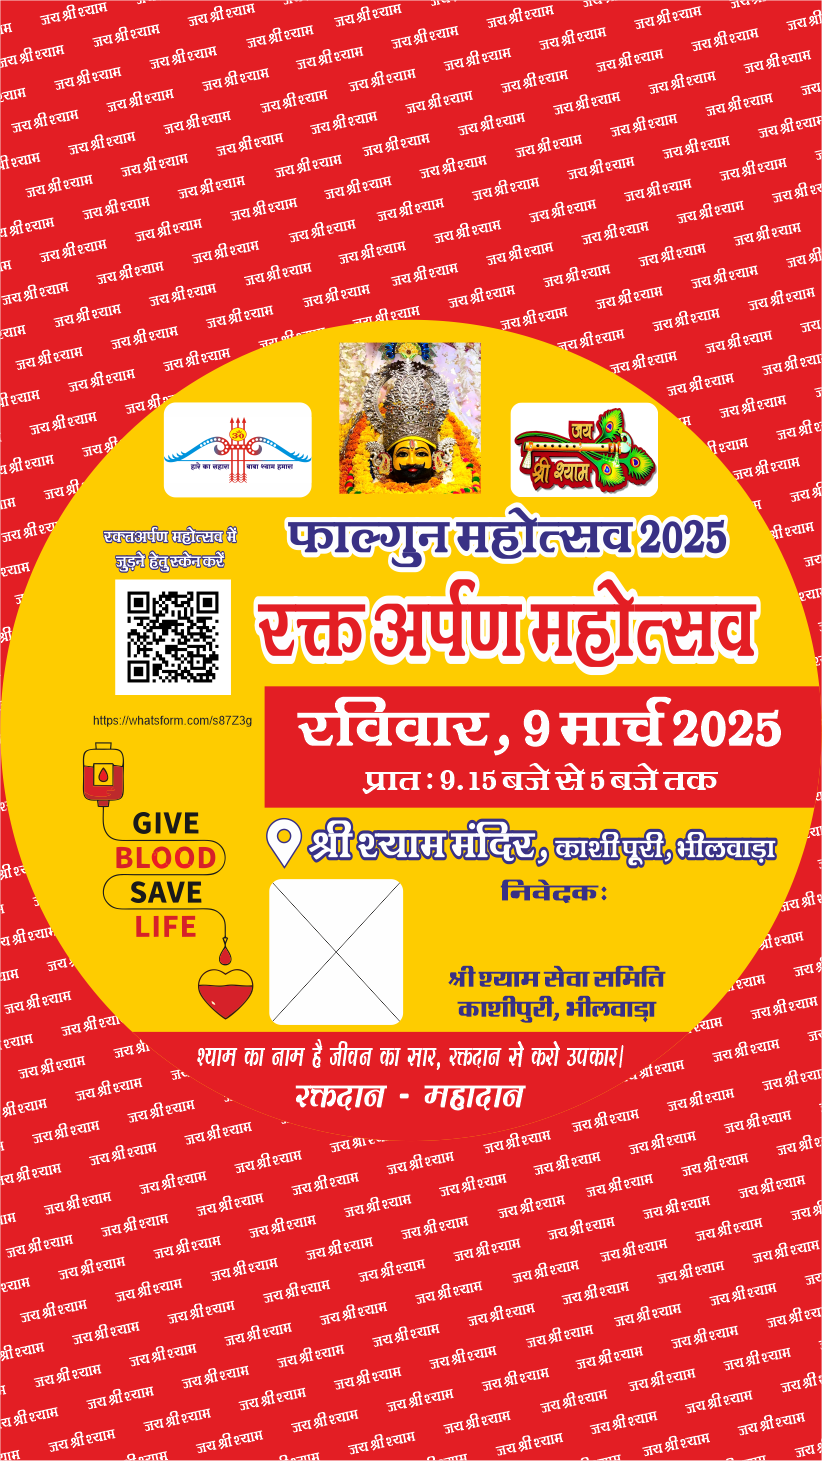 जय श्री श्याम
ॐ
हारे का सहारा बाबा श्याम हमारा
जय
श्री श्याम
फाल्गुन महोत्सव 2025
रक्तअर्पण महोत्सव में
जुड़ने हेतु स्केन करें
रक्त अर्पण महोत्सव
https://whatsform.com/s87Z3g
रविवार, 9 मार्च 2025
प्रात : 9.15 बजे से 5 बजे तक
GIVE
BLOOD
SAVE
LIFE
श्री श्याम मंदिर, काशी पूरी, भीलवाड़ा
निवेदक :
श्री श्याम सेवा समिति
काशीपुरी, भीलवाड़ा
श्याम का नाम है जीवन का सार, रक्तदान से करो उपकार|
रक्तदान - महादान